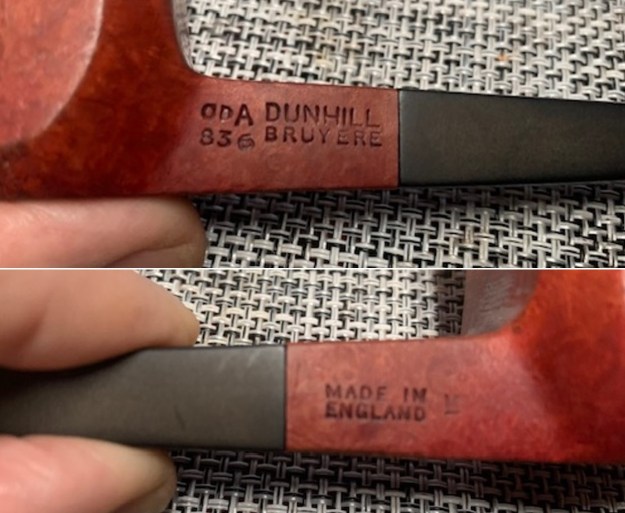 ODA DUNHILL
836 BRUYERE
MADE IN
ENGLAND